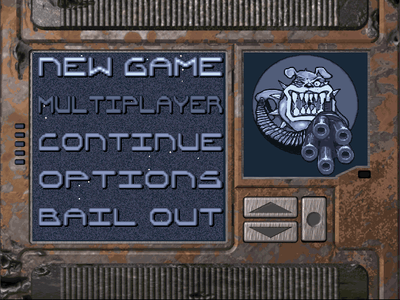 NEW GAME
MULTIPLAYER
CONTINUE
OPTIONS
BAIL OUT